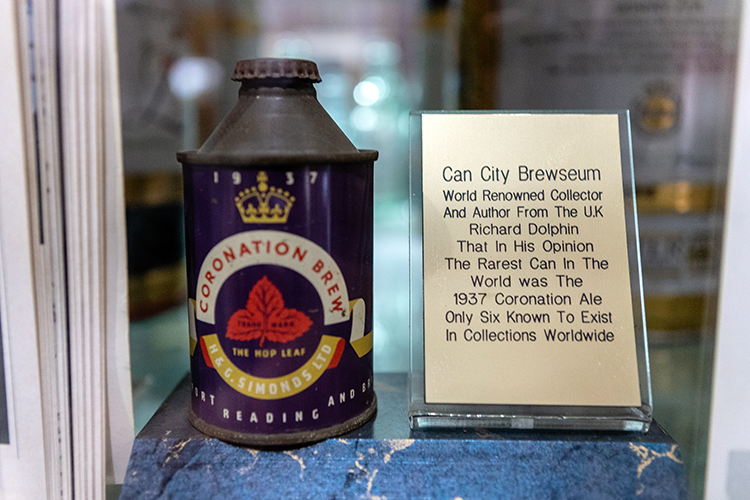 1937
CORONATION BREW
TRADE MARK
THE HOP LEAF
H & G. SIMONDS LTD
READING AND
Can City Brewseum
World Renowned Collector
And Author From The U.K
Richard Dolphin
That In His Opinion
The Rarest Can In The
World was The
1937 Coronation Ale
Only Six Known To Exist
In Collections Worldwide